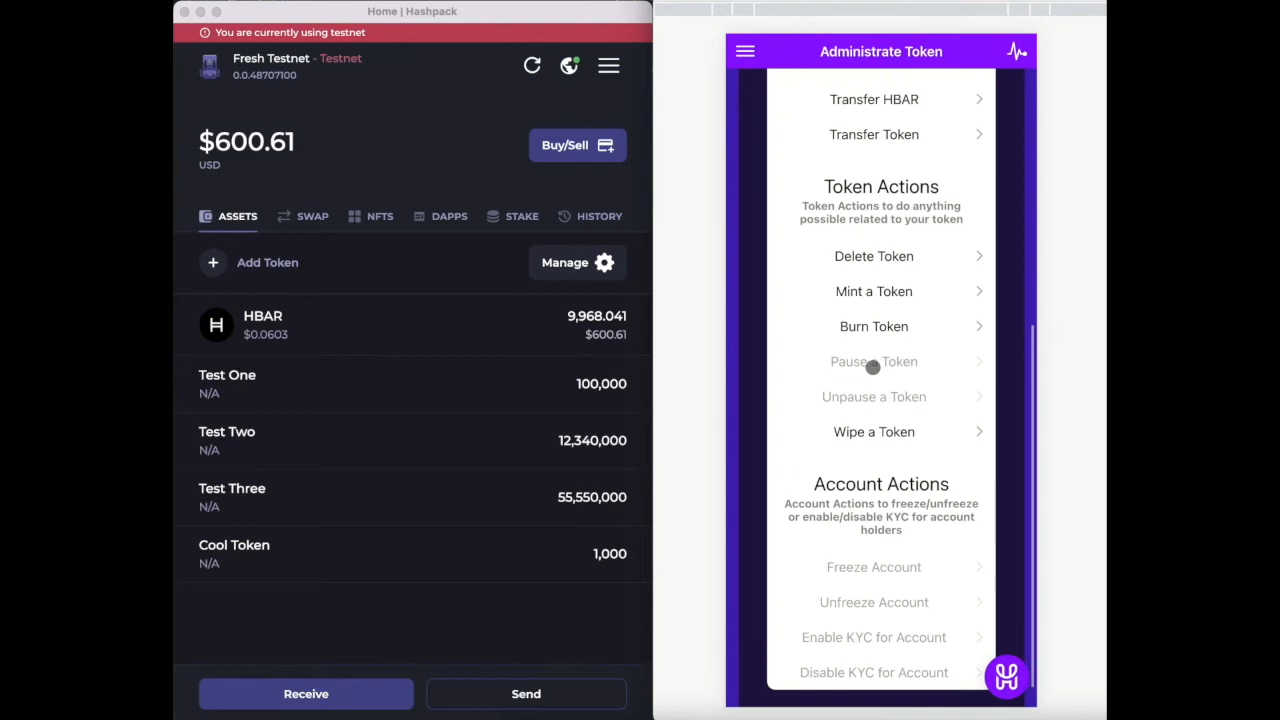 Home | Hashpack
You are currently using testnet
Fresh Testnet - Testnet
0.0.48707100
$600.61
USD
Buy/Sell
ASSETS
SWAP
NFTS
DAPPS
STAKE
HISTORY
Add Token
Manage
HBAR
9,968.041
$0.0603
$600.61
Test One
100,000
N/A
Test Two
12,340,000
N/A
Test Three
55,550,000
N/A
Cool Token
1,000
N/A
Receive
Send
Administrate Token
Transfer HBAR
Transfer Token
Token Actions
Token Actions to do anything
possible related to your token
Delete Token
Mint a Token
Burn Token
Pause a Token
Unpause a Token
Wipe a Token
Account Actions
Account Actions to freeze/unfreeze
or enable/disable KYC for account
holders
Freeze Account
Unfreeze Account
Enable KYC for Account
Disable KYC for Account